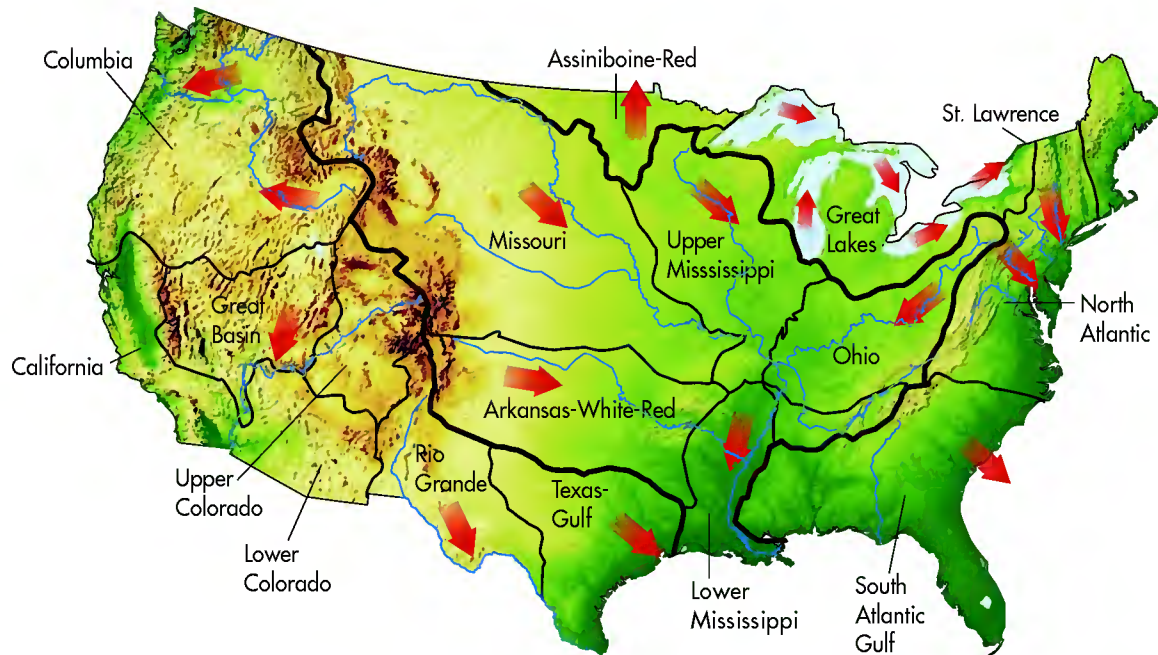 Columbia
Assiniboine-Red
St. Lawrence
Missouri
Upper
Misssissippi
Great
Lakes
Great
Basin
North
Atlantic
California
Ohio
Arkansas-White-Red
Upper
Colorado
Rio
Grande
Texas-
Gulf
Lower
Colorado
Lower
Mississippi
South
Atlantic
Gulf